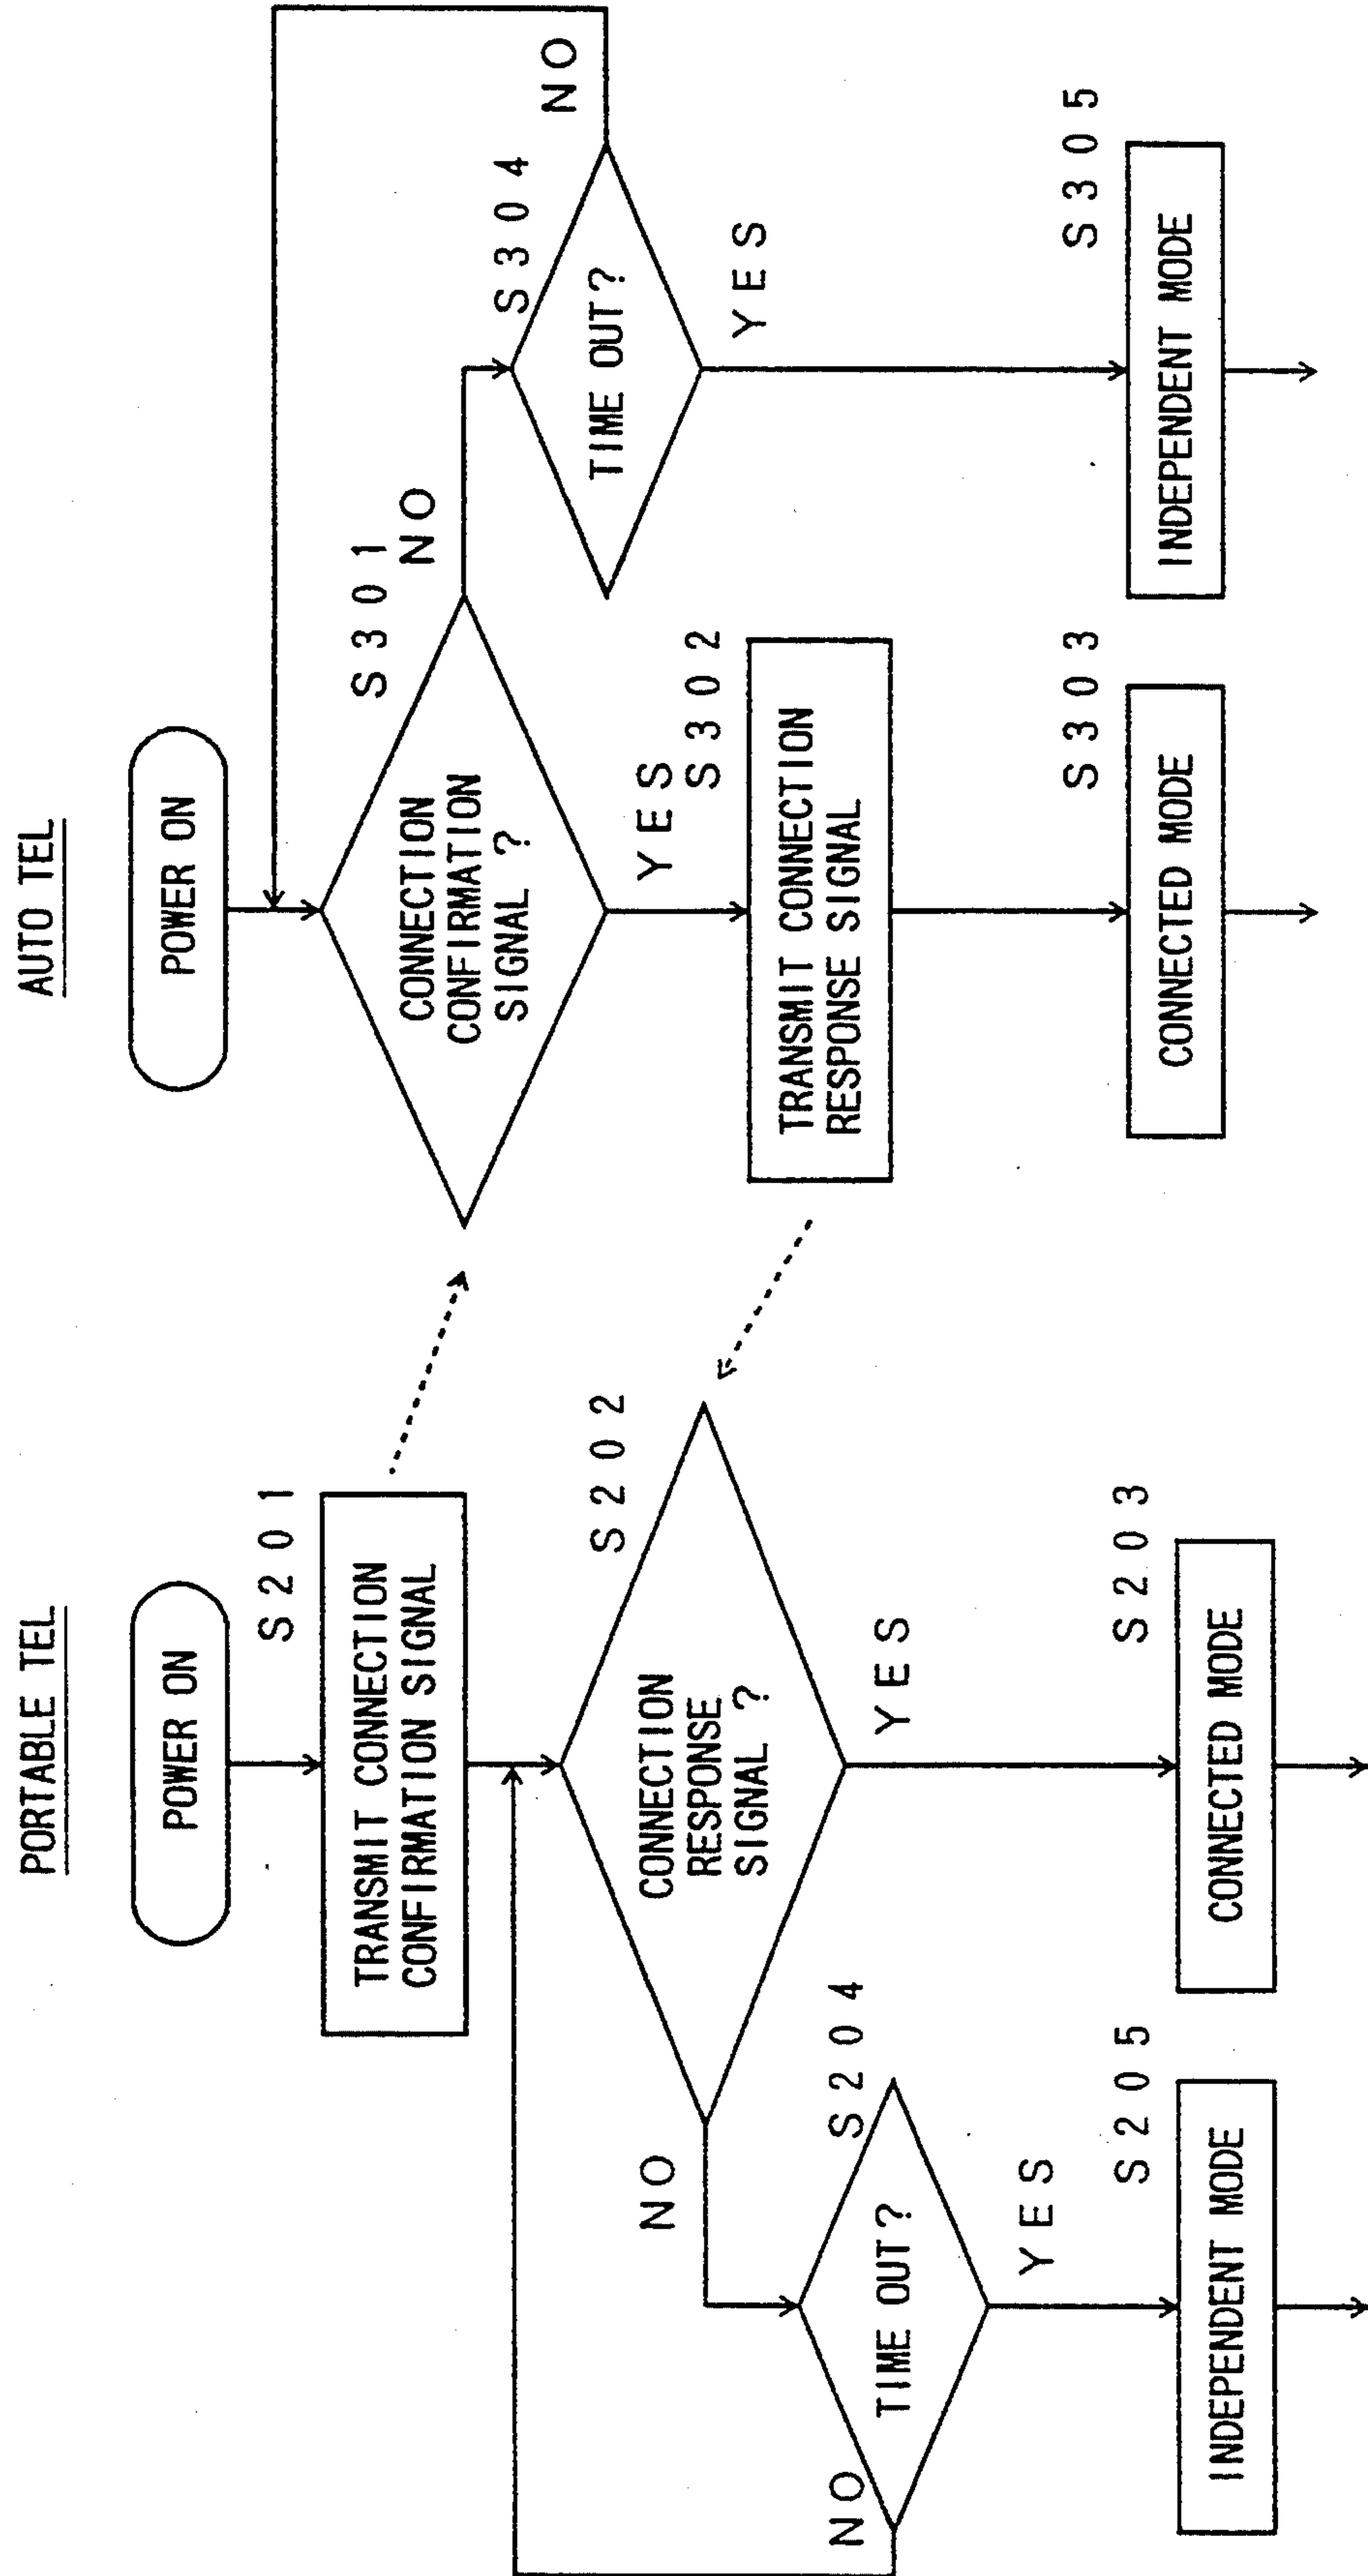 PORTABLE TEL
POWER ON
S201
TRANSMIT CONNECTION
CONFIRMATION SIGNAL
S202
CONNECTION
RESPONSE
SIGNAL ?
NO
YES
S204
TIME OUT?
NO
YES
S205
INDEPENDENT MODE
S203
CONNECTED MODE
AUTO TEL
POWER ON
S301
CONNECTION
CONFIRMATION
SIGNAL ?
NO
YES
S302
TRANSMIT CONNECTION
RESPONSE SIGNAL
S303
CONNECTED MODE
S304
TIME OUT?
NO
YES
S305
INDEPENDENT MODE